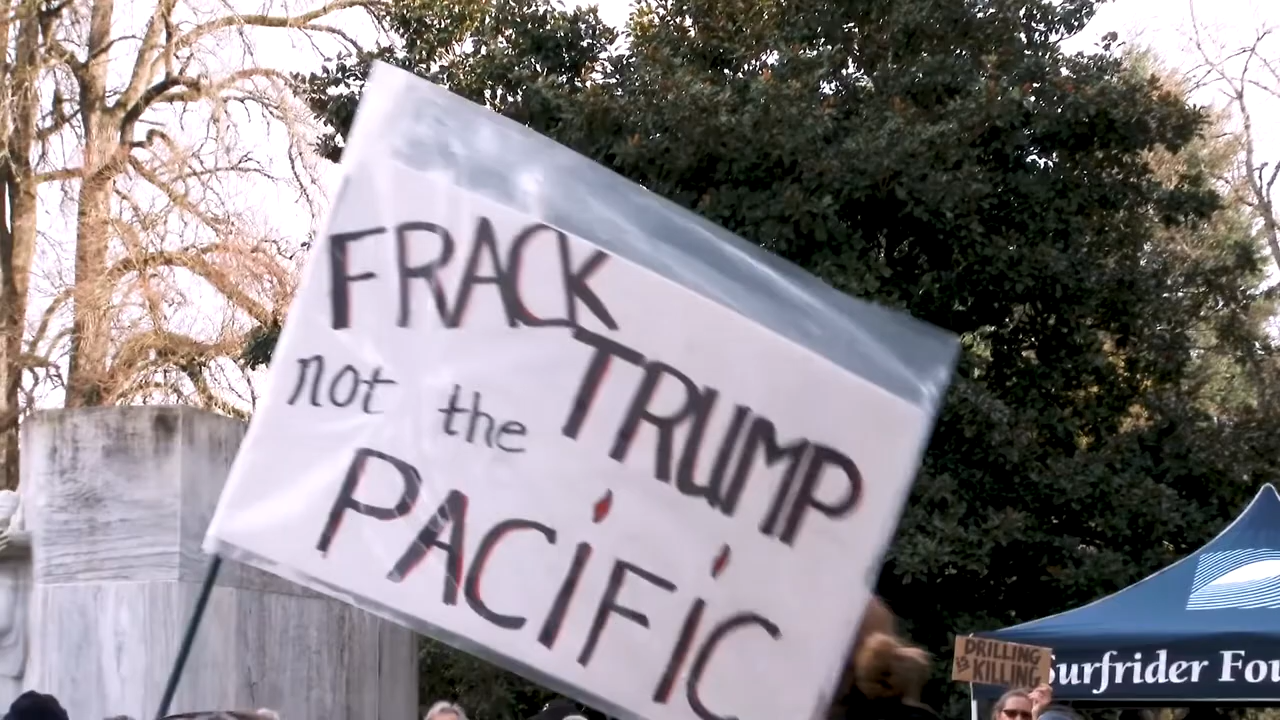 FRACK
TRUMP
not the
PACiFiC
DRILLING
IS KILLING
Surfrider Fou